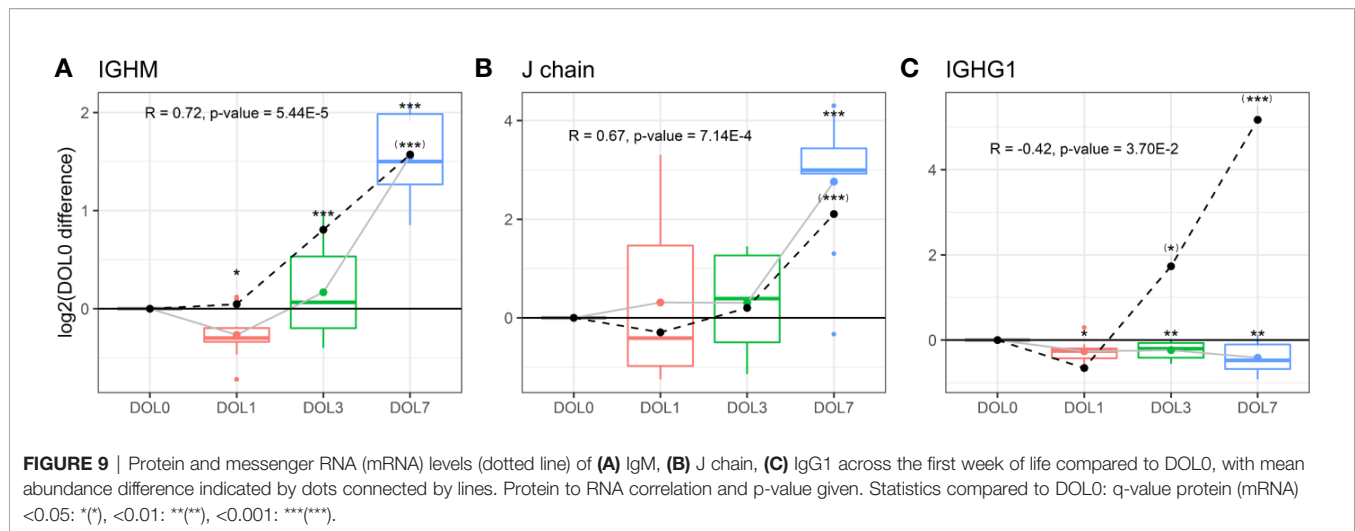 A IGHM
B J chain
C IGHG1
log2(DOL0 difference)
2
1
0
R = 0.72, p-value = 5.44E-5
*
***
***
(***)
DOL0 DOL1 DOL3 DOL7
4
2
0
R = 0.67, p-value = 7.14E-4
***
(***)
DOL0 DOL1 DOL3 DOL7
4
2
0
R = -0.42, p-value = 3.70E-2
(***)
(*)
*
**
**
DOL0 DOL1 DOL3 DOL7
FIGURE 9 | Protein and messenger RNA (mRNA) levels (dotted line) of (A) IgM, (B) J chain, (C) IgG1 across the first week of life compared to DOL0, with mean
abundance difference indicated by dots connected by lines. Protein to RNA correlation and p-value given. Statistics compared to DOL0: q-value protein (mRNA)
<0.05: *(*), <0.01: **(**), <0.001: ***(***).